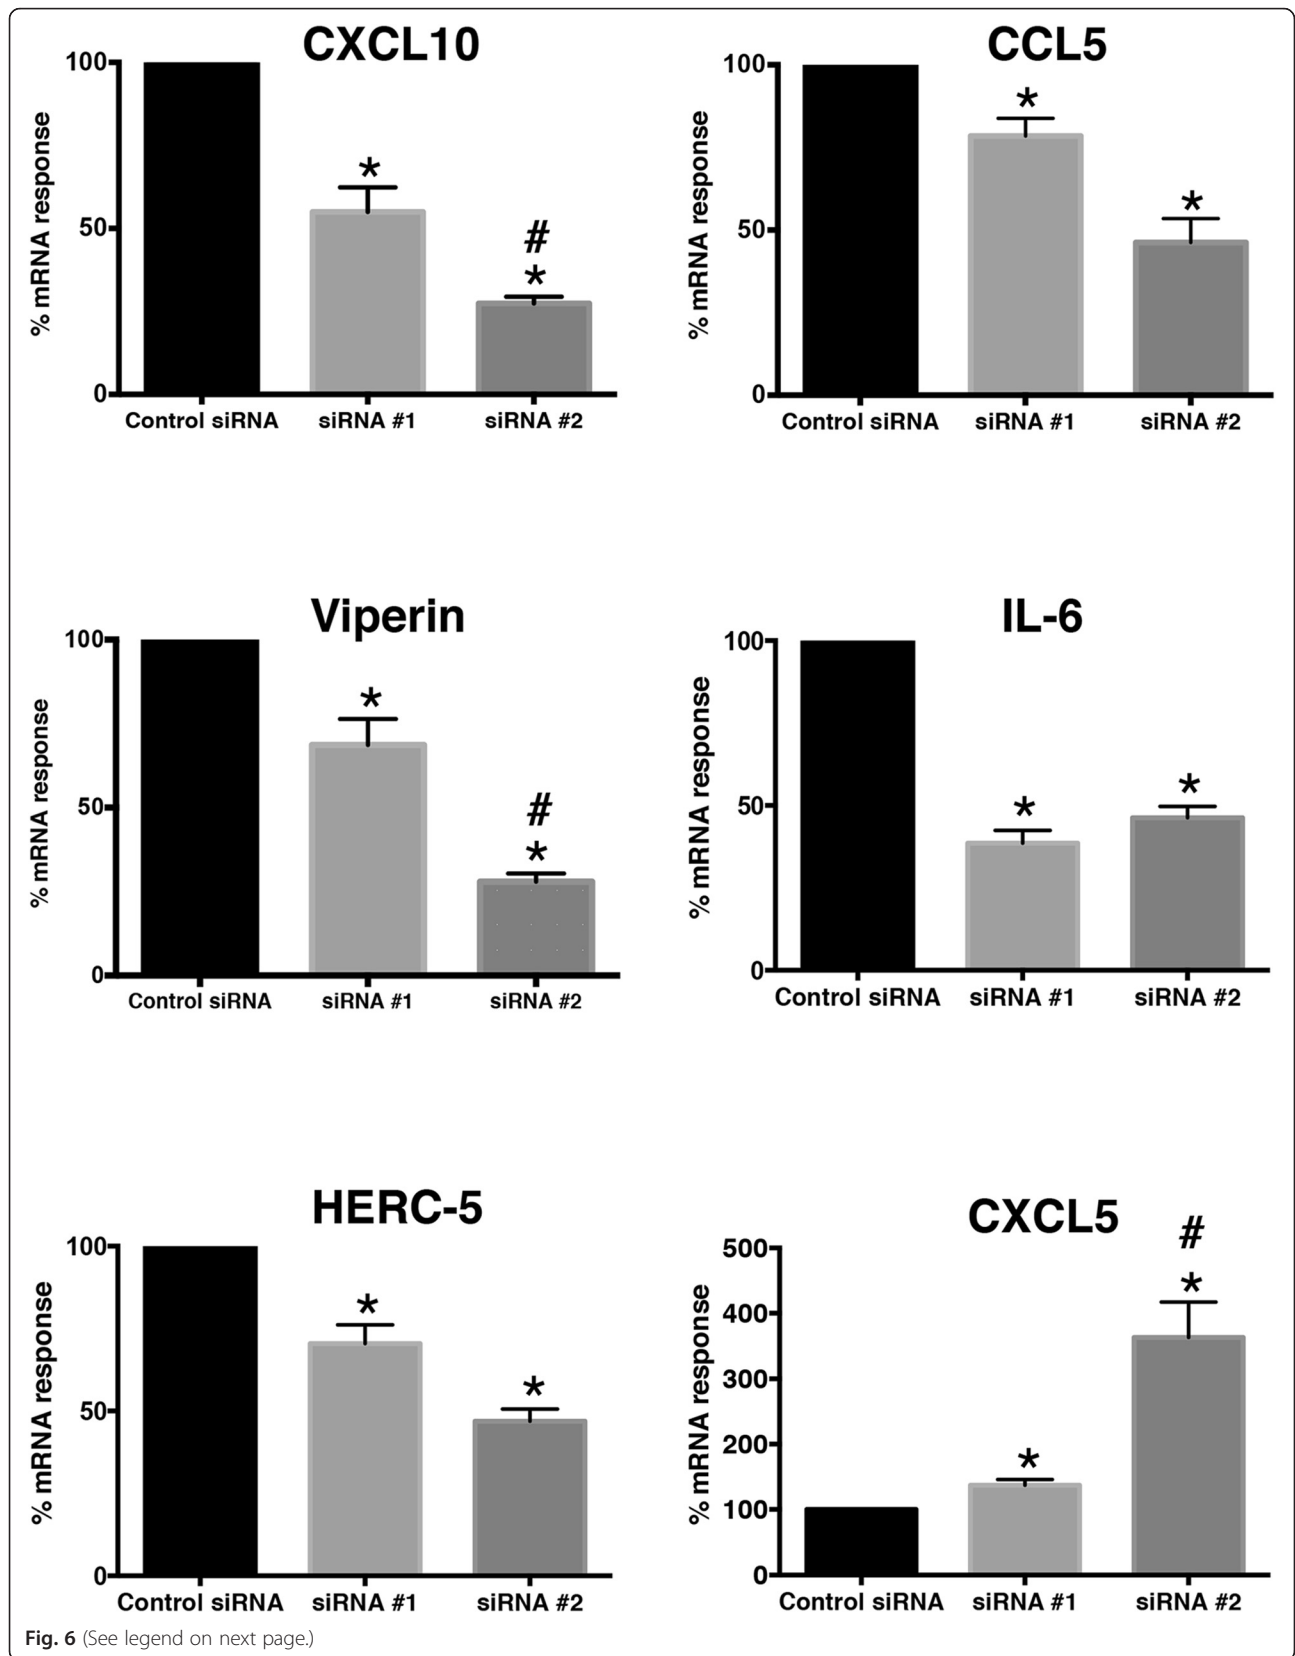 CXCL10
% mRNA response
100
50
0
*
#
*
Control siRNA siRNA #1 siRNA #2
CCL5
% mRNA response
100
50
0
*
*
Control siRNA siRNA #1 siRNA #2
Viperin
% mRNA response
100
50
0
*
#
*
Control siRNA siRNA #1 siRNA #2
IL-6
% mRNA response
100
50
0
*
*
Control siRNA siRNA #1 siRNA #2
HERC-5
% mRNA response
100
50
0
*
*
Control siRNA siRNA #1 siRNA #2
CXCL5
% mRNA response
500
400
300
200
100
0
*
#
*
Control siRNA siRNA #1 siRNA #2
Fig. 6 (See legend on next page.)